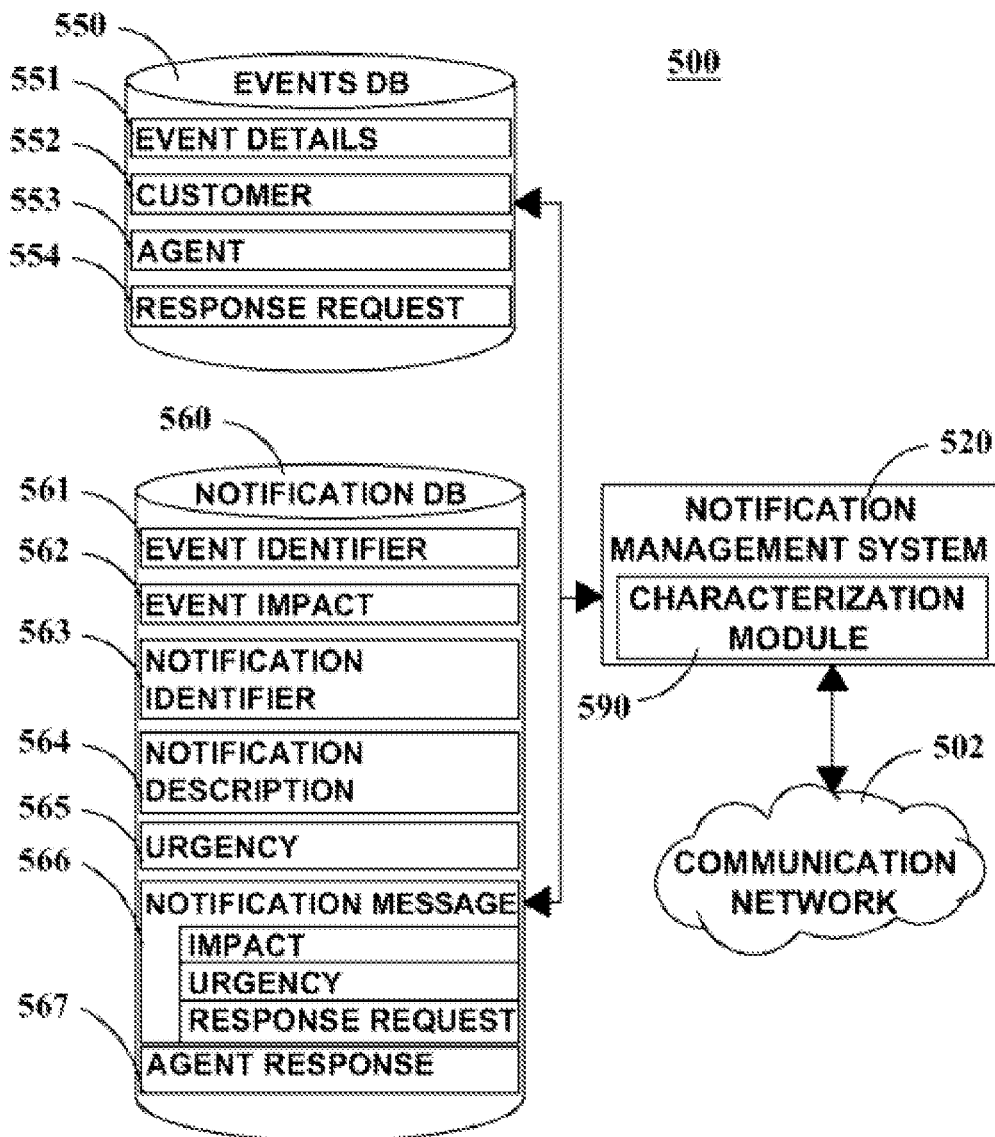 550
500
EVENTS DB
551
EVENT DETAILS
552
CUSTOMER
553
AGENT
554
RESPONSE REQUEST
560
520
NOTIFICATION DB
561
EVENT IDENTIFIER
562
EVENT IMPACT
563
NOTIFICATION
IDENTIFIER
564
NOTIFICATION
DESCRIPTION
565
URGENCY
566
NOTIFICATION MESSAGE
IMPACT
URGENCY
RESPONSE REQUEST
567
AGENT RESPONSE
NOTIFICATION
MANAGEMENT SYSTEM
CHARACTERIZATION
MODULE
590
502
COMMUNICATION
NETWORK